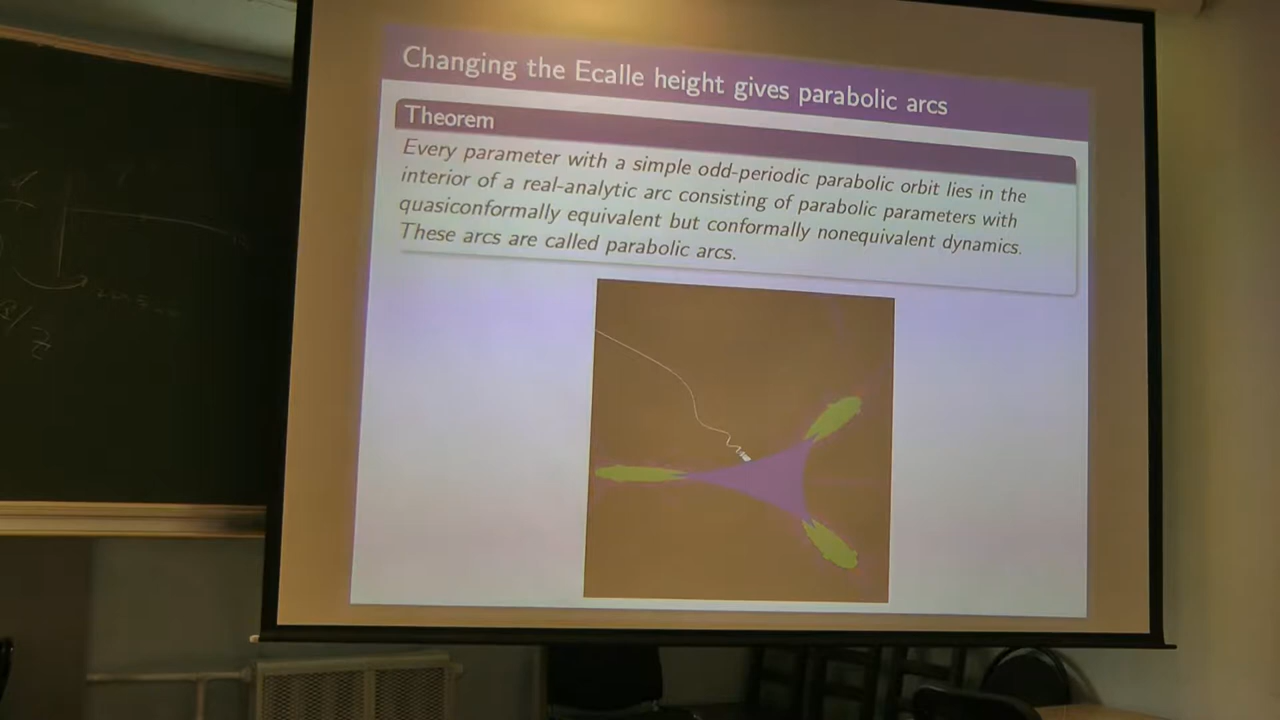 Changing the Ecalle height gives parabolic arcs
Theorem
Every parameter with a simple odd-periodic parabolic orbit lies in the
interior of a real-analytic arc consisting of parabolic parameters with
quasiconformally equivalent but conformally nonequivalent dynamics.
These arcs are called parabolic arcs.